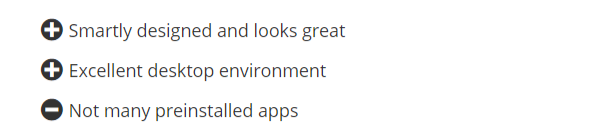 Smartly designed and looks great
Excellent desktop environment
Not many preinstalled apps